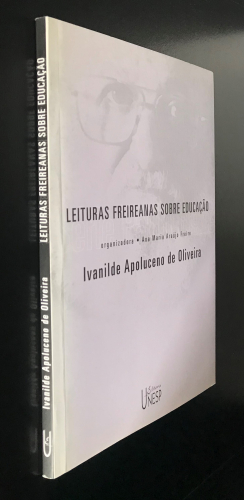 LEITURAS FREIREANAS SOBRE EDUCAÇÃO
organizadora • Ana Maria Araújo Freire
Ivanilde Apoluceno de Oliveira
Editora
UNESP
LEITURAS FREIREANAS SOBRE EDUCAÇÃO
Ivanilde Apoluceno de Oliveira